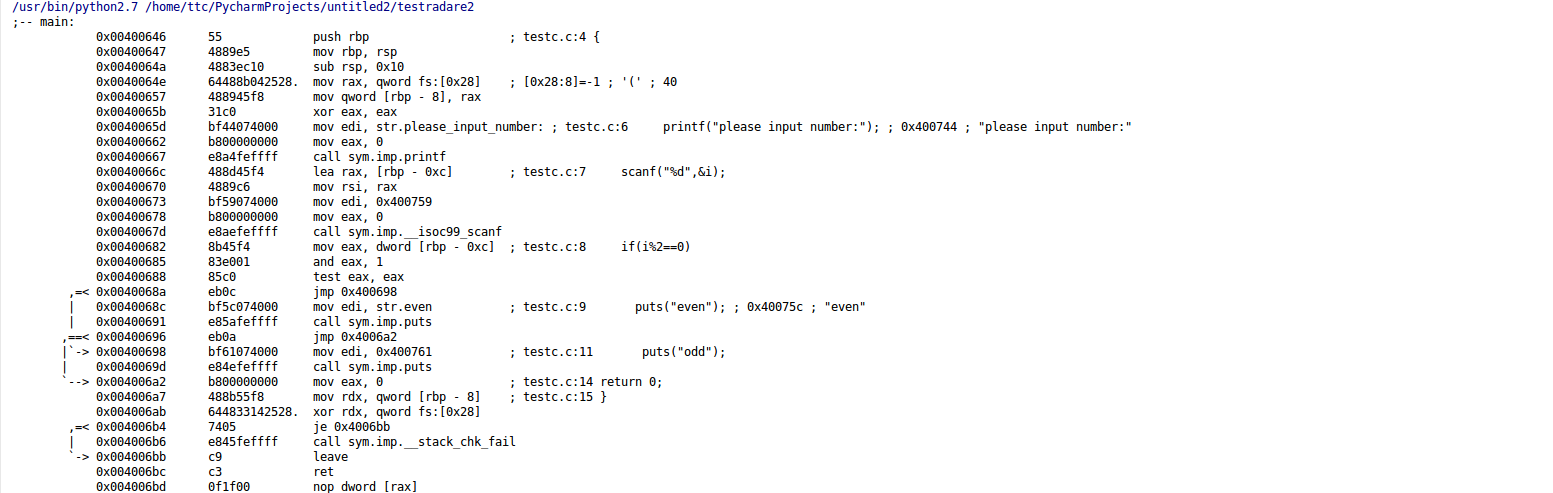 /usr/bin/python2.7 /home/ttc/PycharmProjects/untitled2/testradare2
;-- main:
0x00400646 55 push rbp ; testc.c:4 {
0x00400647 4889e5 mov rbp, rsp
0x0040064a 4883ec10 sub rsp, 0x10
0x0040064e 64488b042528. mov rax, qword fs:[0x28] ; [0x28:8]=-1 ; '(' ; 40
0x00400657 488945f8 mov qword [rbp - 8], rax
0x0040065b 31c0 xor eax, eax
0x0040065d bf44074000 mov edi, str.please_input_number: ; testc.c:6 printf("please input number:"); ; 0x400744 ; "please input number:"
0x00400662 b800000000 mov eax, 0
0x00400667 e8a4feffff call sym.imp.printf
0x0040066c 488d45f4 lea rax, [rbp - 0xc] ; testc.c:7 scanf("%d",&i);
0x00400670 4889c6 mov rsi, rax
0x00400673 bf59074000 mov edi, 0x400759
0x00400678 b800000000 mov eax, 0
0x0040067d e8aefeffff call sym.imp.__isoc99_scanf
0x00400682 8b45f4 mov eax, dword [rbp - 0xc] ; testc.c:8 if(i%2==0)
0x00400685 83e001 and eax, 1
0x00400688 85c0 test eax, eax
,=< 0x0040068a eb0c jmp 0x400698
| 0x0040068c bf5c074000 mov edi, str.even ; testc.c:9 puts("even"); ; 0x40075c ; "even"
| 0x00400691 e85afeffff call sym.imp.puts
,==< 0x00400696 eb0a jmp 0x4006a2
|`-> 0x00400698 bf61074000 mov edi, 0x400761 ; testc.c:11 puts("odd");
| 0x0040069d e84efeffff call sym.imp.puts
`--> 0x004006a2 b800000000 mov eax, 0 ; testc.c:14 return 0;
0x004006a7 488b55f8 mov rdx, qword [rbp - 8] ; testc.c:15 }
0x004006ab 644833142528. xor rdx, qword fs:[0x28]
,=< 0x004006b4 7405 je 0x4006bb
| 0x004006b6 e845feffff call sym.imp.__stack_chk_fail
`-> 0x004006bb c9 leave
0x004006bc c3 ret
0x004006bd 0f1f00 nop dword [rax]